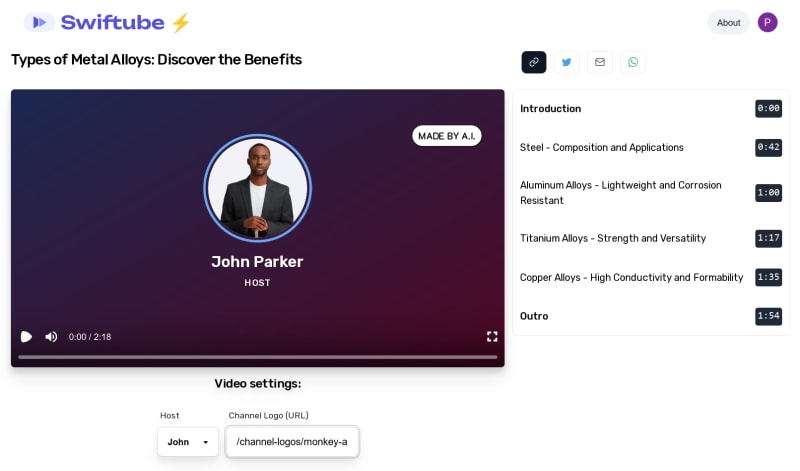 Swiftube
About
P
Types of Metal Alloys: Discover the Benefits
MADE BY A.I.
John Parker
HOST
0:00 / 2:18
Introduction 0:00
Steel - Composition and Applications 0:42
Aluminum Alloys - Lightweight and Corrosion
Resistant 1:00
Titanium Alloys - Strength and Versatility 1:17
Copper Alloys - High Conductivity and Formability 1:35
Outro 1:54
Video settings:
Host
Channel Logo (URL)
John
/channel-logos/monkey-a